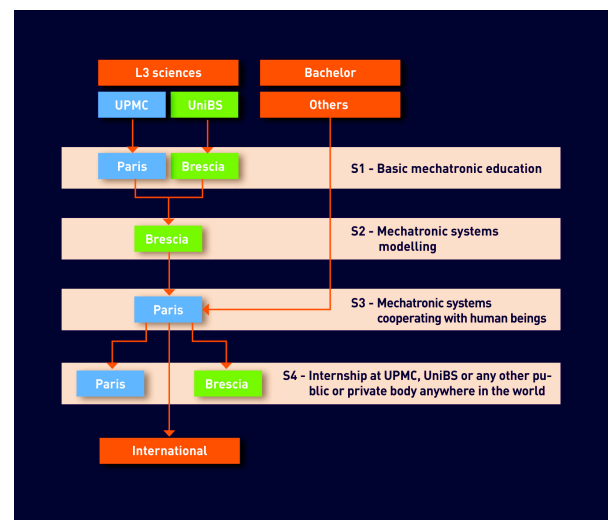 L3 sciences
Bachelor
UPMC
UniBS
Others
Paris
Brescia
S1 - Basic mechatronic education
Brescia
S2 - Mechatronic systems
modelling
Paris
S3 - Mechatronic systems
cooperating with human beings
Paris
Brescia
S4 - Internship at UPMC, UniBS or any other pu-
blic or private body anywhere in the world
International